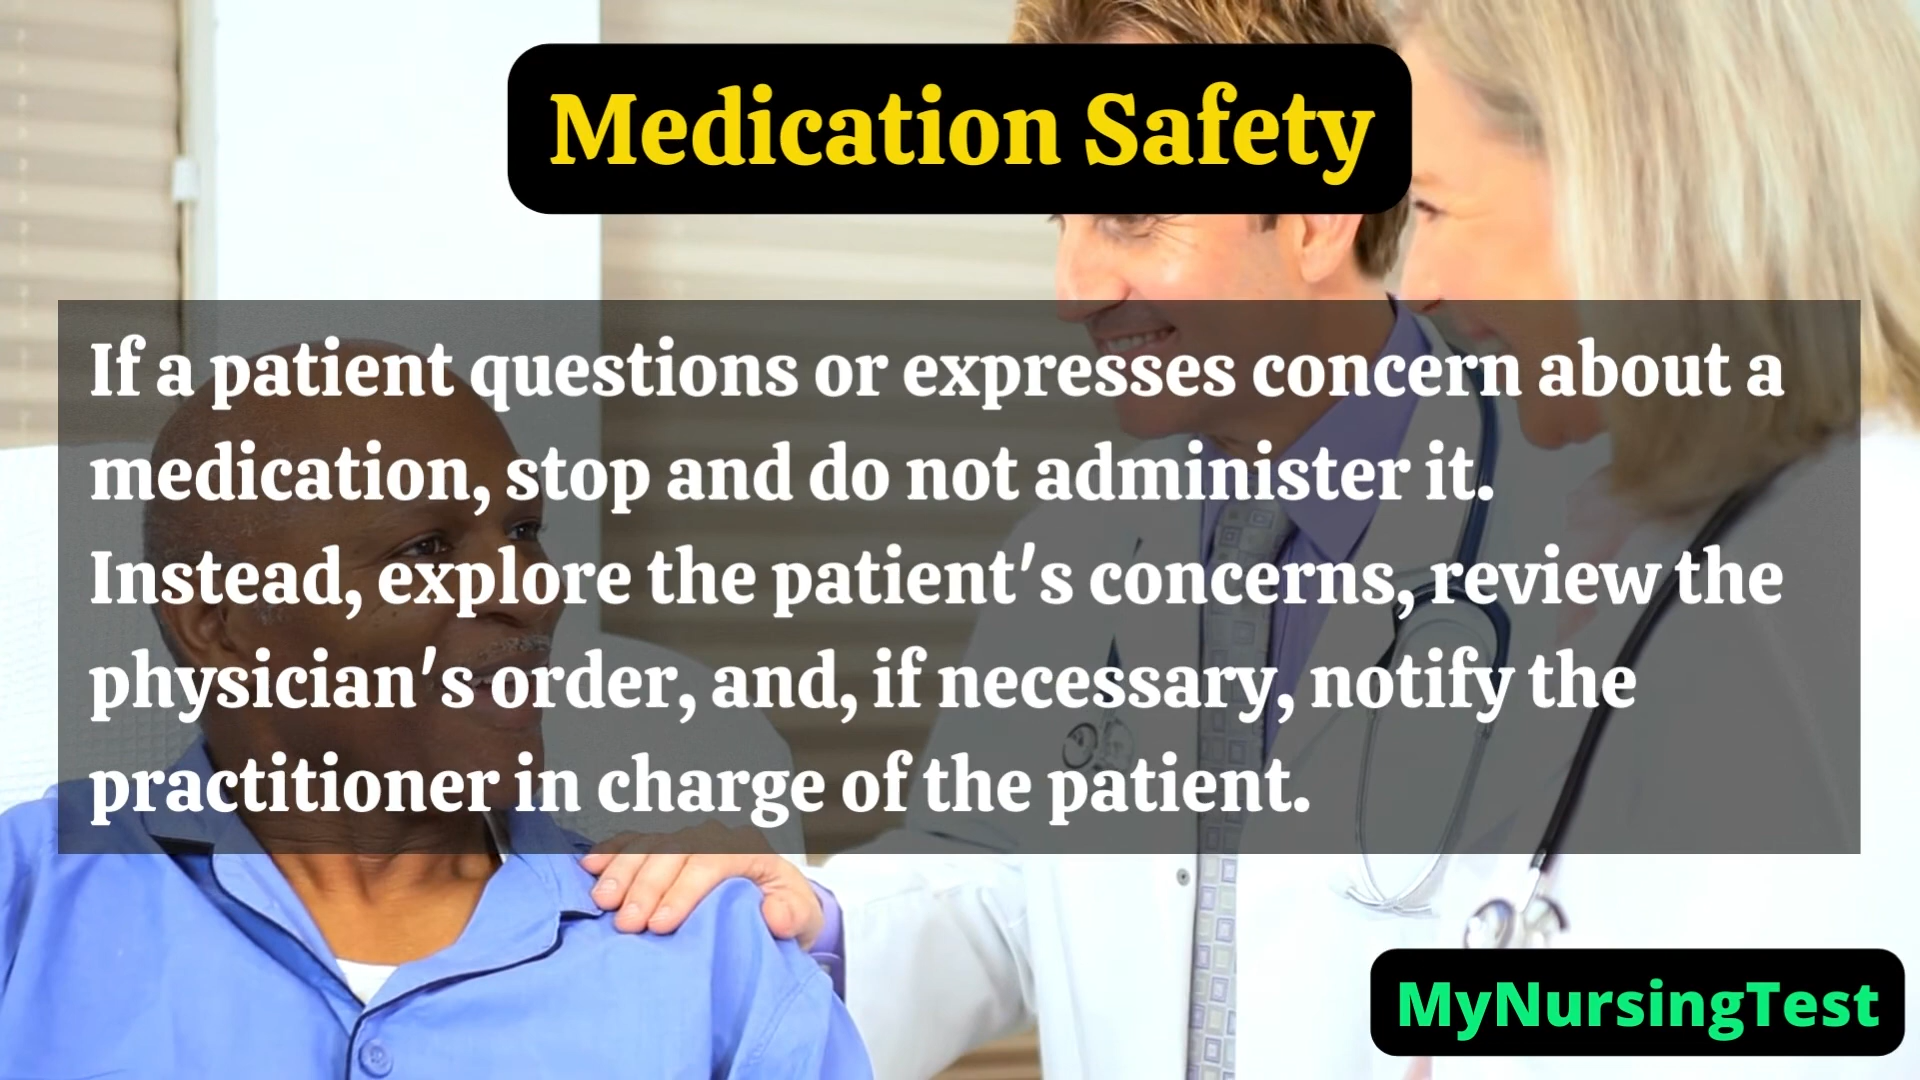 Medication Safety
If a patient questions or expresses concern about a
medication, stop and do not administer it.
Instead, explore the patient's concerns, review the
physician's order, and, if necessary, notify the
practitioner in charge of the patient.
MyNursingTest